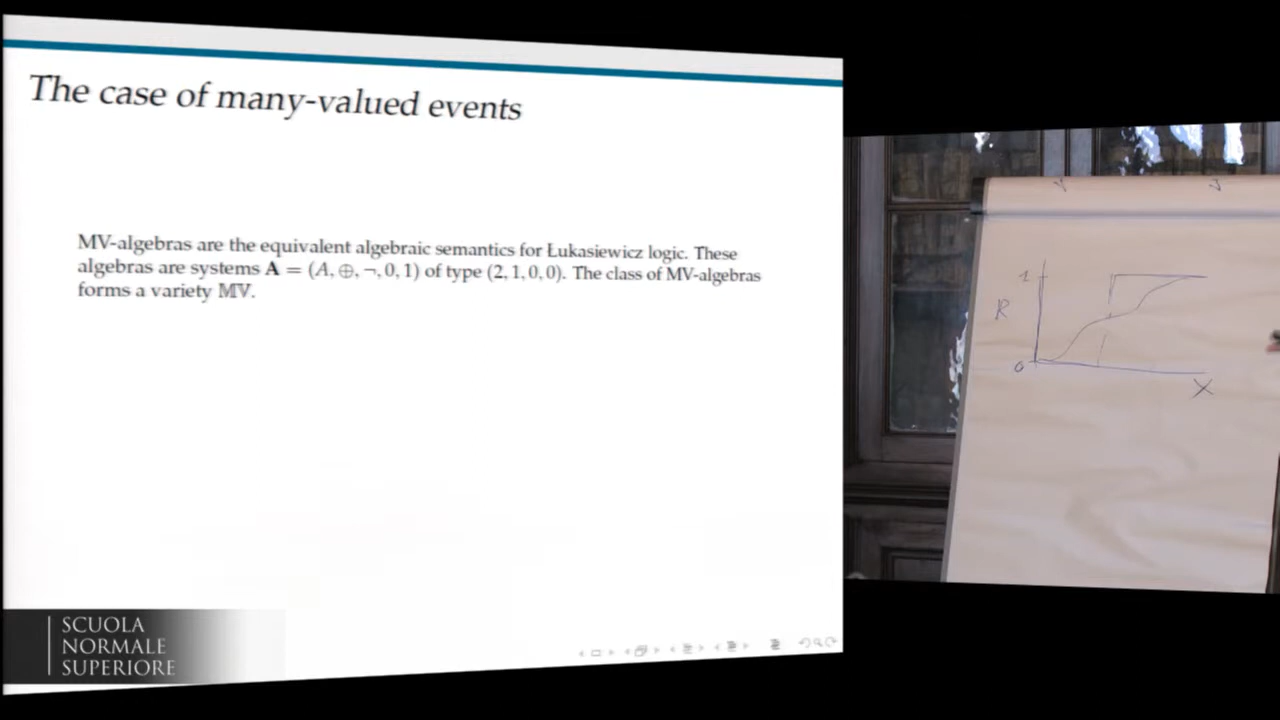 The case of many-valued events
MV-algebras are the equivalent algebraic semantics for Łukasiewicz logic. These
algebras are systems A = (A, ⊕, ¬, 0, 1) of type (2, 1, 0, 0). The class of MV-algebras
forms a variety 𝕄𝕍.
SCUOLA
NORMALE
SUPERIORE
1
R
0
X